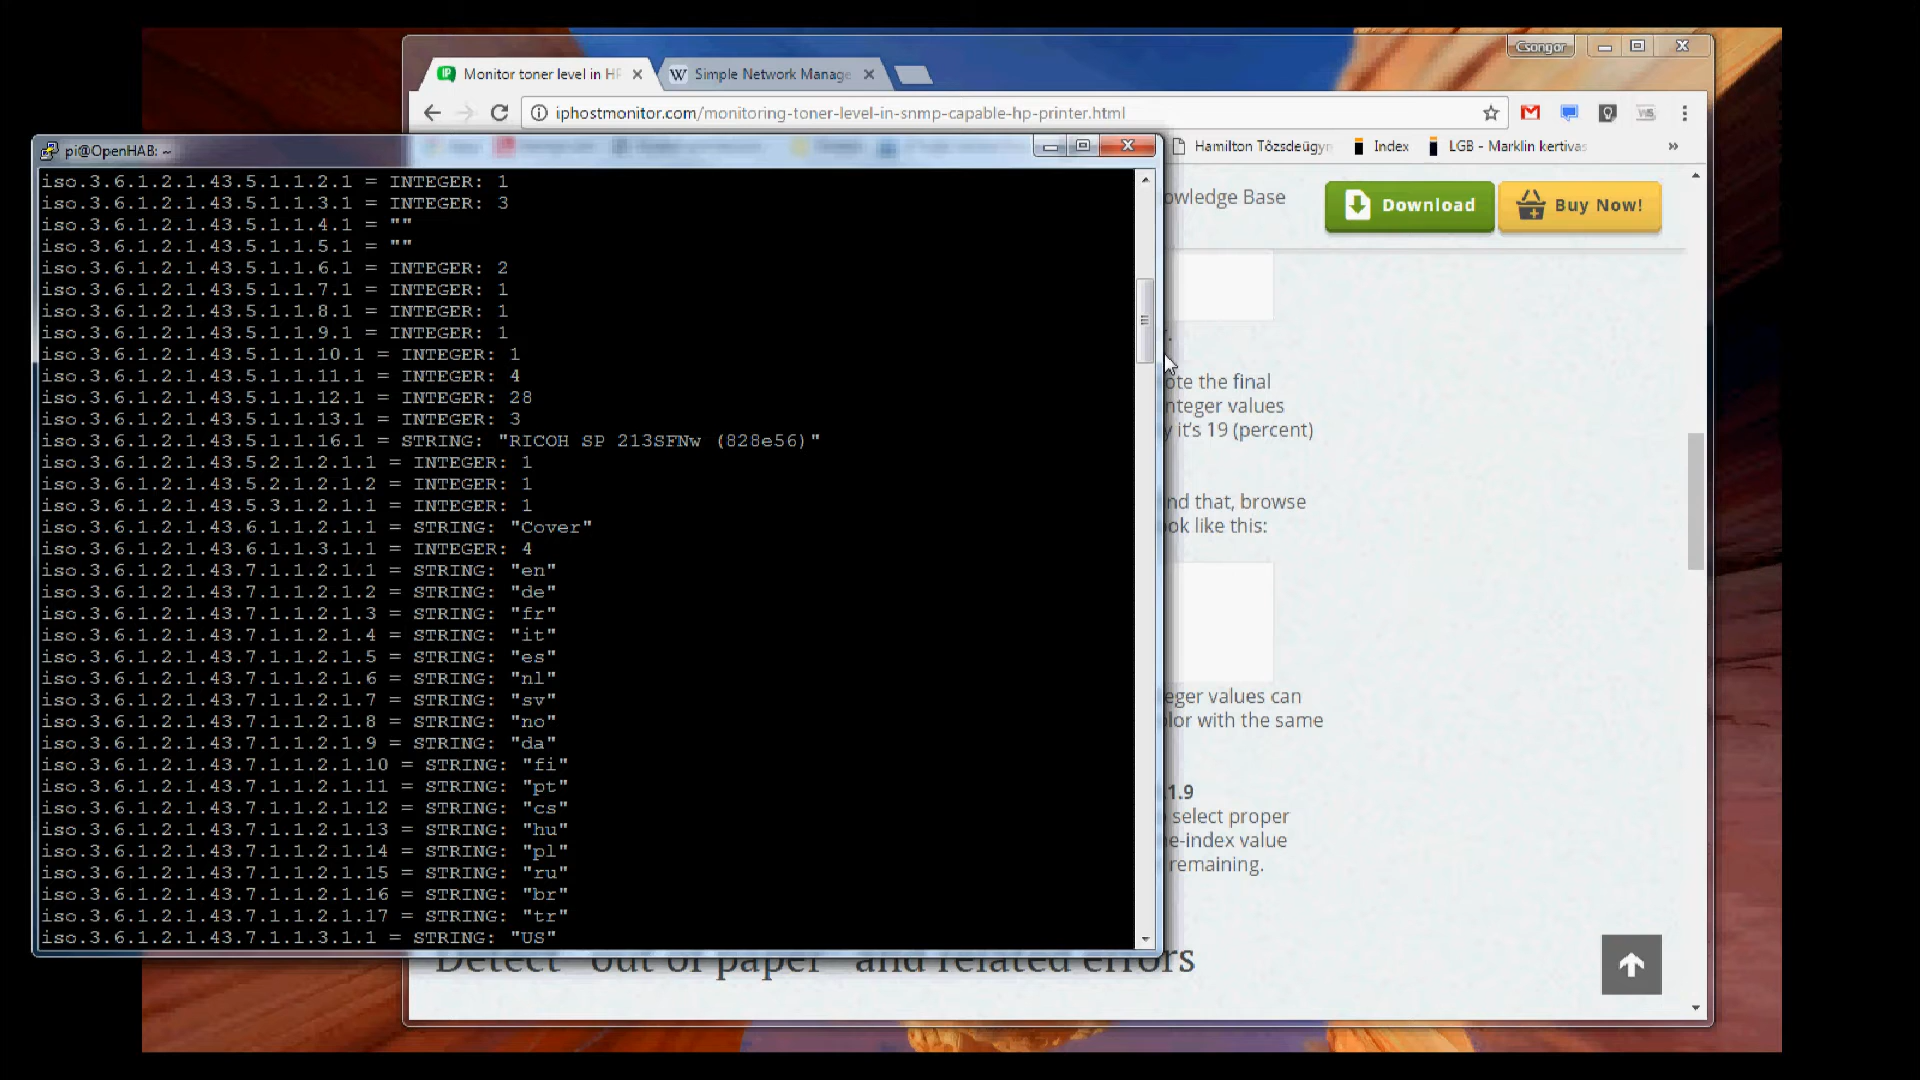 Csongor
Monitor toner level in HP
Simple Network Manage
iphostmonitor.com/monitoring-toner-level-in-snmp-capable-hp-printer.html
pi@OpenHAB: ~
Hamilton Tőzsdeügyn
Index
LGB - Marklin kertivas
»
iso.3.6.1.2.1.43.5.1.1.2.1 = INTEGER: 1
iso.3.6.1.2.1.43.5.1.1.3.1 = INTEGER: 3
iso.3.6.1.2.1.43.5.1.1.4.1 = ""
iso.3.6.1.2.1.43.5.1.1.5.1 = ""
iso.3.6.1.2.1.43.5.1.1.6.1 = INTEGER: 2
iso.3.6.1.2.1.43.5.1.1.7.1 = INTEGER: 1
iso.3.6.1.2.1.43.5.1.1.8.1 = INTEGER: 1
iso.3.6.1.2.1.43.5.1.1.9.1 = INTEGER: 1
iso.3.6.1.2.1.43.5.1.1.10.1 = INTEGER: 1
iso.3.6.1.2.1.43.5.1.1.11.1 = INTEGER: 4
iso.3.6.1.2.1.43.5.1.1.12.1 = INTEGER: 28
iso.3.6.1.2.1.43.5.1.1.13.1 = INTEGER: 3
iso.3.6.1.2.1.43.5.1.1.16.1 = STRING: "RICOH SP 213SFNw (828e56)"
iso.3.6.1.2.1.43.5.2.1.2.1.1 = INTEGER: 1
iso.3.6.1.2.1.43.5.2.1.2.1.2 = INTEGER: 1
iso.3.6.1.2.1.43.5.3.1.2.1.1 = INTEGER: 1
iso.3.6.1.2.1.43.6.1.1.2.1.1 = STRING: "Cover"
iso.3.6.1.2.1.43.6.1.1.3.1.1 = INTEGER: 4
iso.3.6.1.2.1.43.7.1.1.2.1.1 = STRING: "en"
iso.3.6.1.2.1.43.7.1.1.2.1.2 = STRING: "de"
iso.3.6.1.2.1.43.7.1.1.2.1.3 = STRING: "fr"
iso.3.6.1.2.1.43.7.1.1.2.1.4 = STRING: "it"
iso.3.6.1.2.1.43.7.1.1.2.1.5 = STRING: "es"
iso.3.6.1.2.1.43.7.1.1.2.1.6 = STRING: "nl"
iso.3.6.1.2.1.43.7.1.1.2.1.7 = STRING: "sv"
iso.3.6.1.2.1.43.7.1.1.2.1.8 = STRING: "no"
iso.3.6.1.2.1.43.7.1.1.2.1.9 = STRING: "da"
iso.3.6.1.2.1.43.7.1.1.2.1.10 = STRING: "fi"
iso.3.6.1.2.1.43.7.1.1.2.1.11 = STRING: "pt"
iso.3.6.1.2.1.43.7.1.1.2.1.12 = STRING: "cs"
iso.3.6.1.2.1.43.7.1.1.2.1.13 = STRING: "hu"
iso.3.6.1.2.1.43.7.1.1.2.1.14 = STRING: "pl"
iso.3.6.1.2.1.43.7.1.1.2.1.15 = STRING: "ru"
iso.3.6.1.2.1.43.7.1.1.2.1.16 = STRING: "br"
iso.3.6.1.2.1.43.7.1.1.2.1.17 = STRING: "tr"
iso.3.6.1.2.1.43.7.1.1.3.1.1 = STRING: "US"
owledge Base
Download
Buy Now!
ote the final
nteger values
y it's 19 (percent)
nd that, browse
ok like this:
eger values can
lor with the same
.1.9
select proper
e-index value
remaining.
Detect "out of paper" and related errors